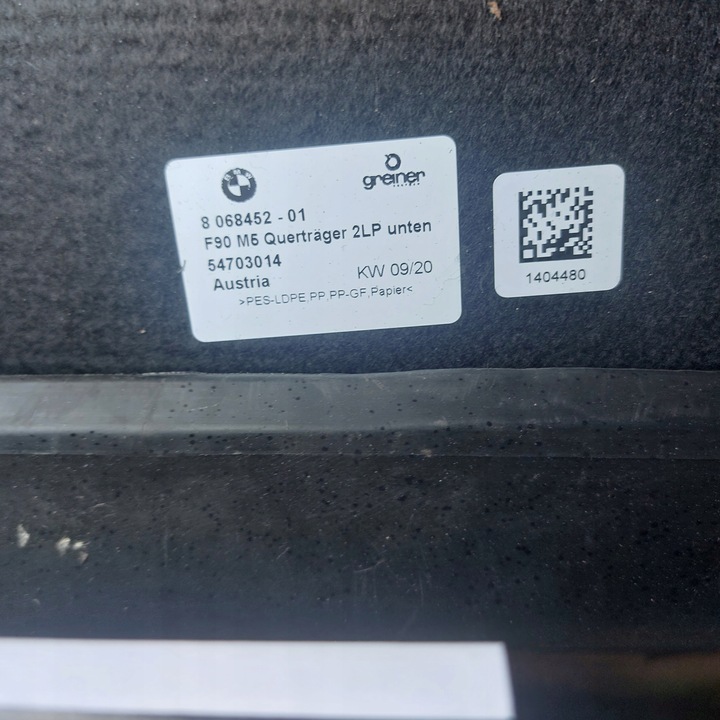 BMW
greiner
8 068452 - 01
F90 M5 Querträger 2LP unten
54703014
KW 09/20
Austria
>PES-LDPE,PP,PP-GF,Papier<
1404480